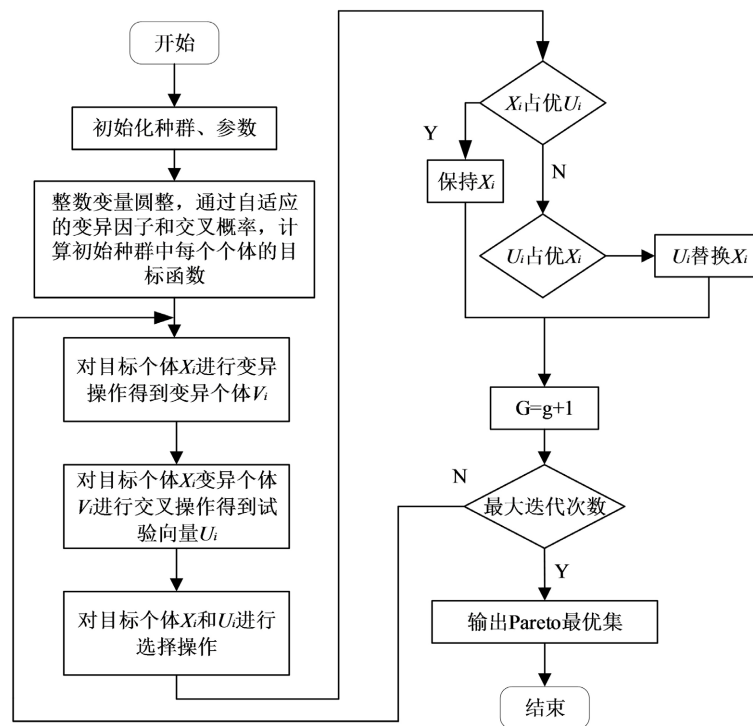 开始
初始化种群、参数
整数变量圆整，通过自适应
的变异因子和交叉概率，计
算初始种群中每个个体的目
标函数
对目标个体Xi进行变异
操作得到变异个体Vi
对目标个体Xi变异个体
Vi进行交叉操作得到试
验向量Ui
对目标个体Xi和Ui进行
选择操作
Xi占优Ui
Y
保持Xi
N
Ui占优Xi
Ui替换Xi
G=g+1
N
最大迭代次数
Y
输出Pareto最优集
结束